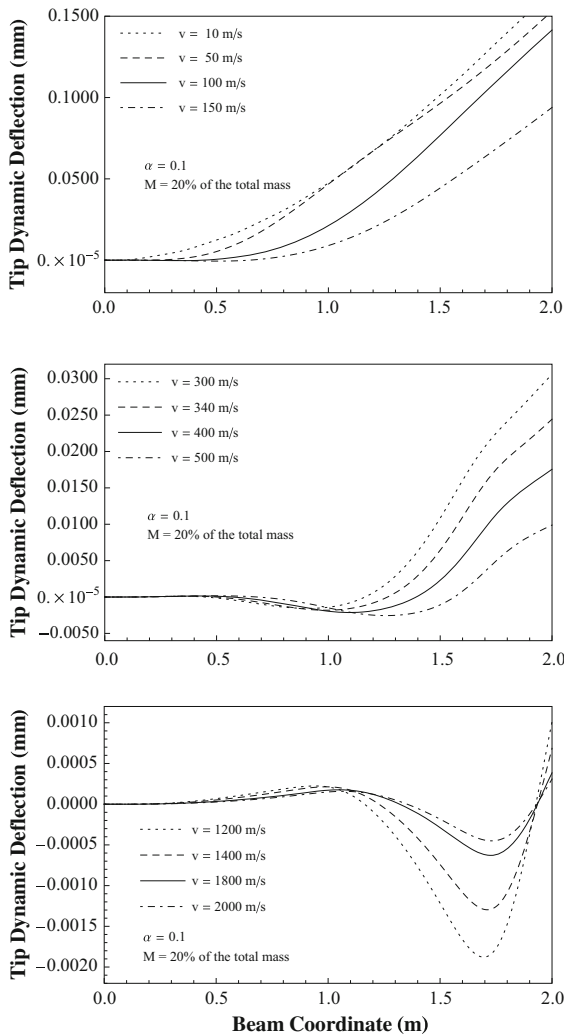 Tip Dynamic Deflection (mm)
0.1500
0.1000
0.0500
0.×10⁻⁵
v = 10 m/s
v = 50 m/s
v = 100 m/s
v = 150 m/s
α = 0.1
M = 20% of the total mass
0.0 0.5 1.0 1.5 2.0
Tip Dynamic Deflection (mm)
0.0300
0.0250
0.0200
0.0150
0.0100
0.0050
0.×10⁻⁵
−0.0050
v = 300 m/s
v = 340 m/s
v = 400 m/s
v = 500 m/s
α = 0.1
M = 20% of the total mass
0.0 0.5 1.0 1.5 2.0
Tip Dynamic Deflection (mm)
0.0010
0.0005
0.0000
−0.0005
−0.0010
−0.0015
−0.0020
v = 1200 m/s
v = 1400 m/s
v = 1800 m/s
v = 2000 m/s
α = 0.1
M = 20% of the total mass
0.0 0.5 1.0 1.5 2.0
Beam Coordinate (m)